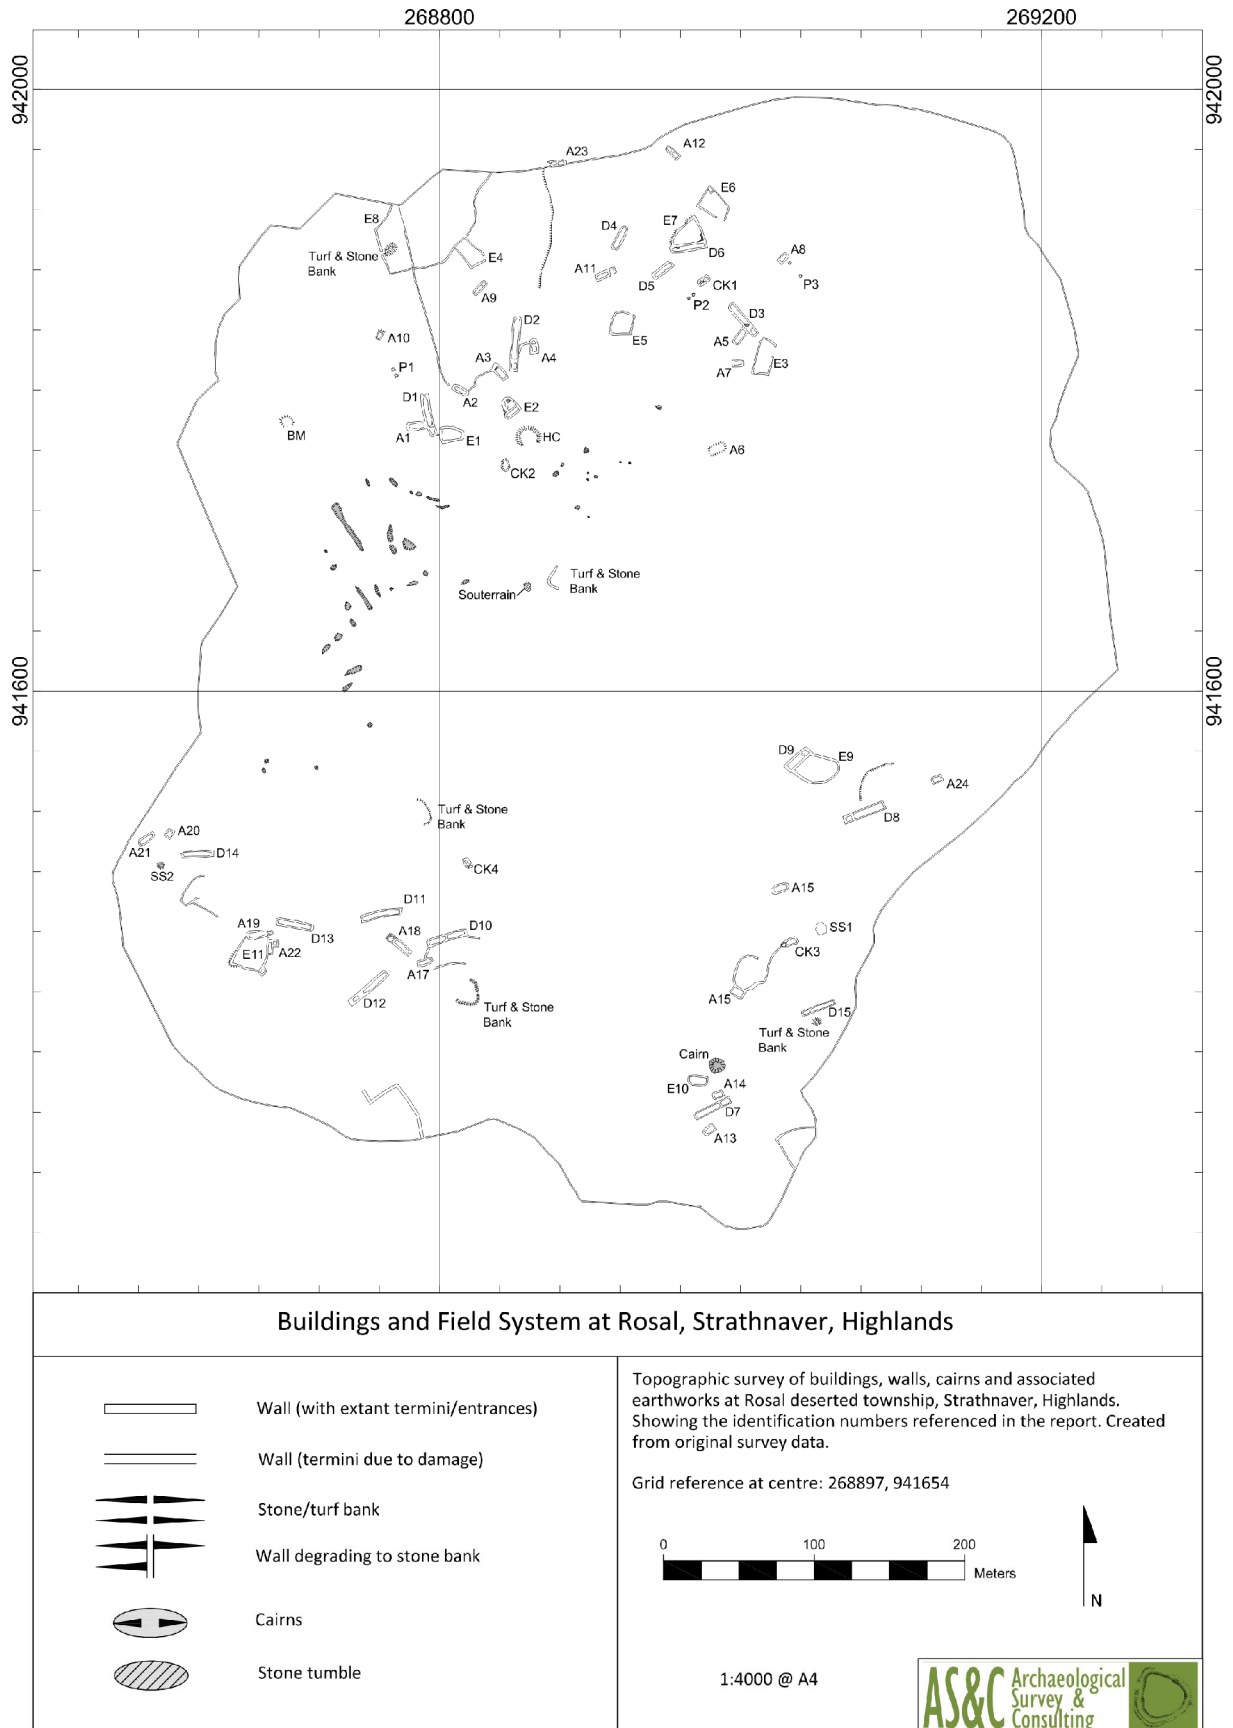 268800
269200
942000
942000
A23
A12
E6
E8
E7
D4
Turf & Stone
Bank
D6
A8
E4
A11
D5
CK1
P3
A9
P2
D2
D3
A10
E5
A5
A4
A3
A7
E3
P1
D1
A2
E2
BM
A1
E1
HC
A6
CK2
Turf & Stone
Bank
Souterrain
941600
941600
D9
E9
A24
Turf & Stone
Bank
D8
A20
A21
D14
SS2
CK4
A15
D11
A19
D13
A18
D10
SS1
E11
A22
CK3
A17
D12
A15
Turf & Stone
Bank
D15
Turf & Stone
Bank
Cairn
E10
A14
D7
A13
Buildings and Field System at Rosal, Strathnaver, Highlands
Wall (with extant termini/entrances)
Wall (termini due to damage)
Stone/turf bank
Wall degrading to stone bank
Cairns
Stone tumble
Topographic survey of buildings, walls, cairns and associated
earthworks at Rosal deserted township, Strathnaver, Highlands.
Showing the identification numbers referenced in the report. Created
from original survey data.
Grid reference at centre: 268897, 941654
0 100 200
Meters
N
1:4000 @ A4
AS&C
Archaeological
Survey &
Consulting